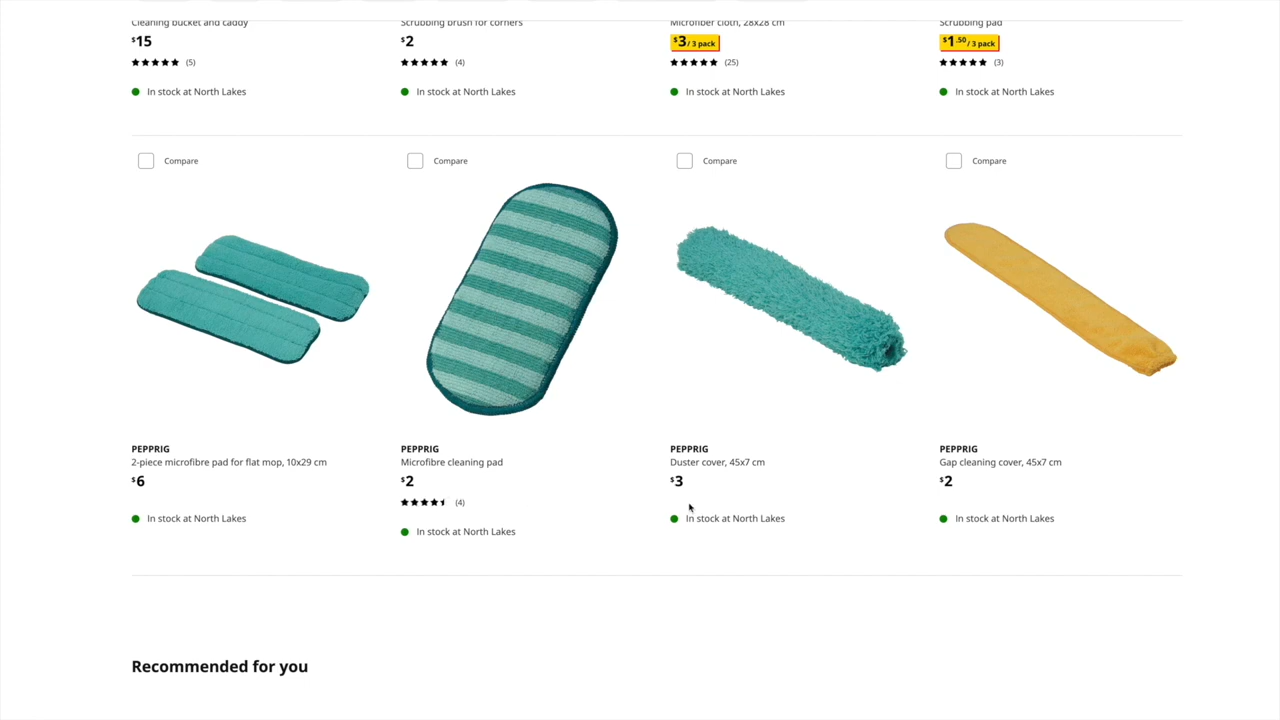 Cleaning bucket and caddy
Scrubbing brush for corners
Microfiber cloth, 28x28 cm
Scrubbing pad
$15
$2
$3/ 3 pack
$1.50/ 3 pack
(5)
(4)
(25)
(3)
In stock at North Lakes
In stock at North Lakes
In stock at North Lakes
In stock at North Lakes
Compare
Compare
Compare
Compare
PEPPRIG
2-piece microfibre pad for flat mop, 10x29 cm
$6
In stock at North Lakes
PEPPRIG
Microfibre cleaning pad
$2
(4)
In stock at North Lakes
PEPPRIG
Duster cover, 45x7 cm
$3
In stock at North Lakes
PEPPRIG
Gap cleaning cover, 45x7 cm
$2
In stock at North Lakes
Recommended for you